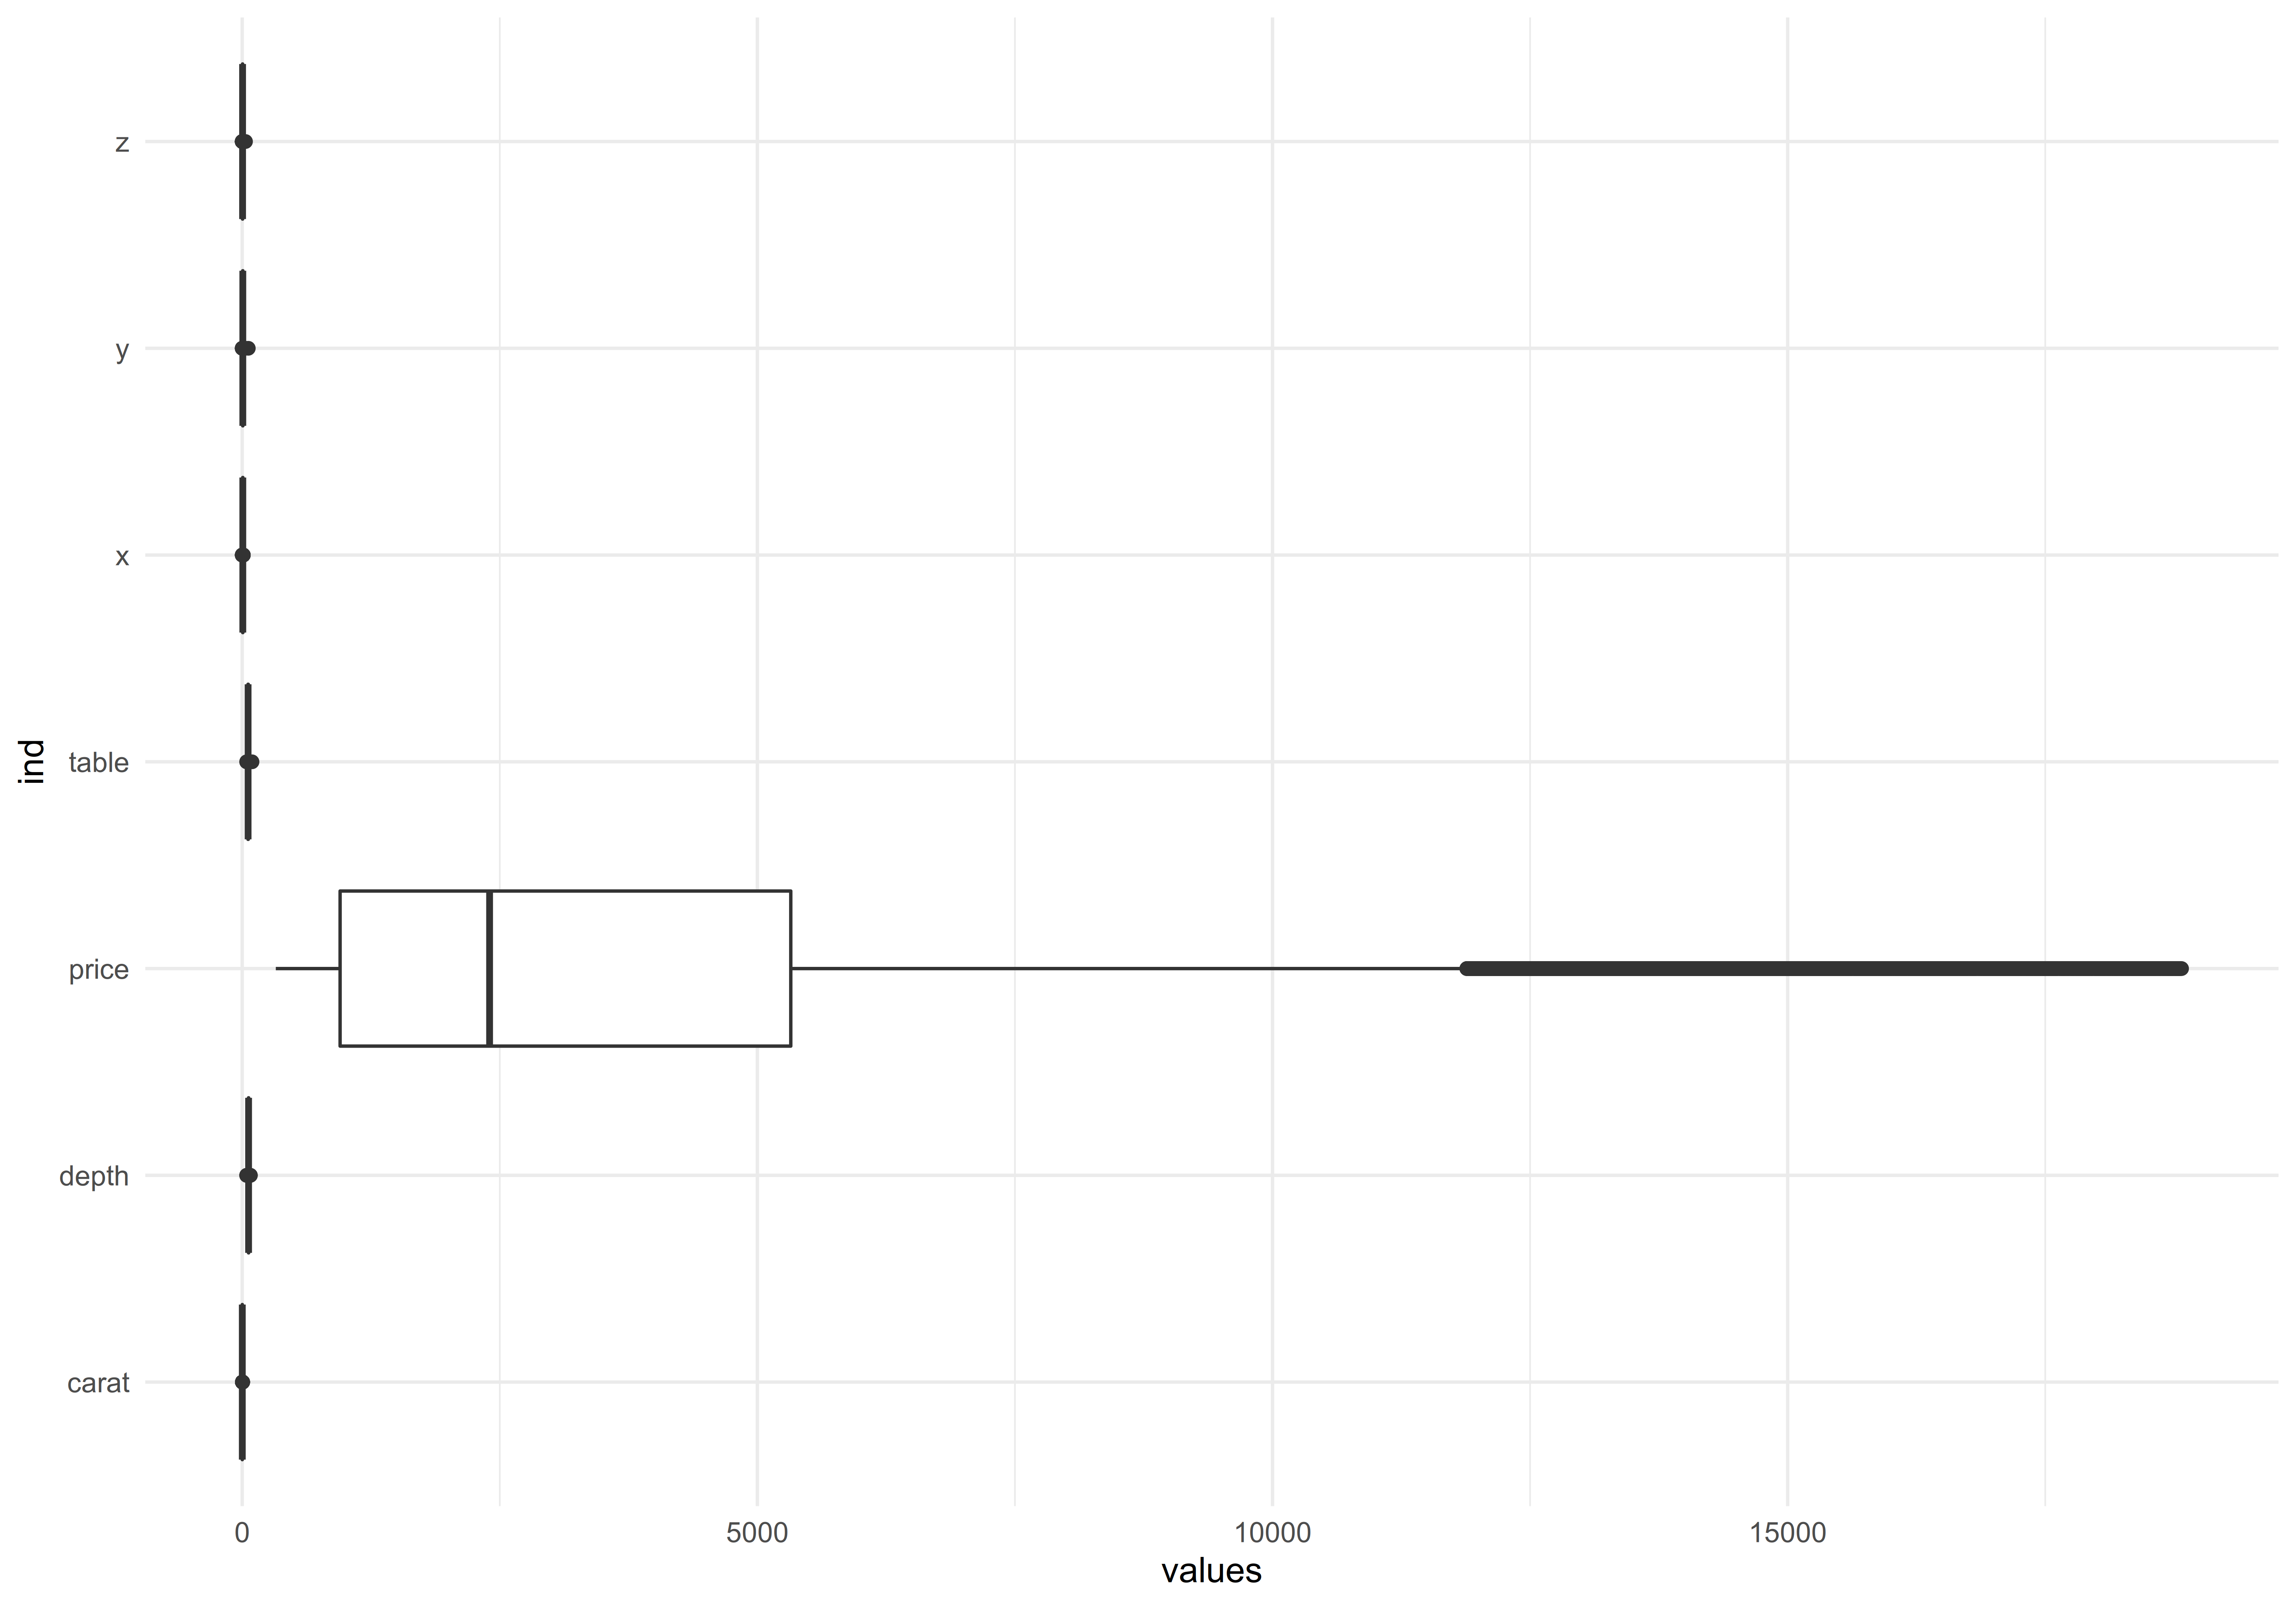 z
y
x
table
ind
price
depth
carat
0 5000 10000 15000
values